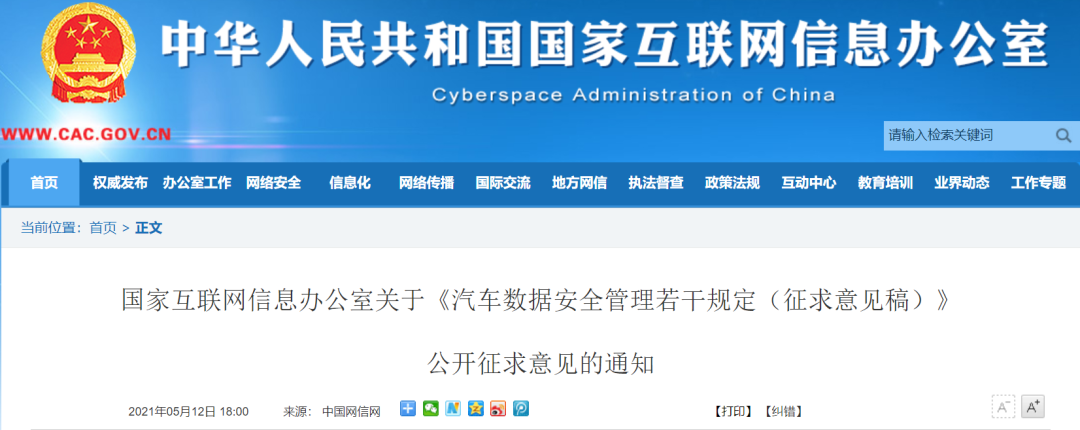 中华人民共和国国家互联网信息办公室
Cyberspace Administration of China
WWW.CAC.GOV.CN
请输入检索关键词
首页 权威发布 办公室工作 网络安全 信息化 网络传播 国际交流 地方网信 执法督查 政策法规 互动中心 教育培训 业界动态 工作专题
当前位置：首页 > 正文
国家互联网信息办公室关于《汽车数据安全管理若干规定（征求意见稿）》
公开征求意见的通知
2021年05月12日 18:00 来源： 中国网信网 【打印】【纠错】 A- A+